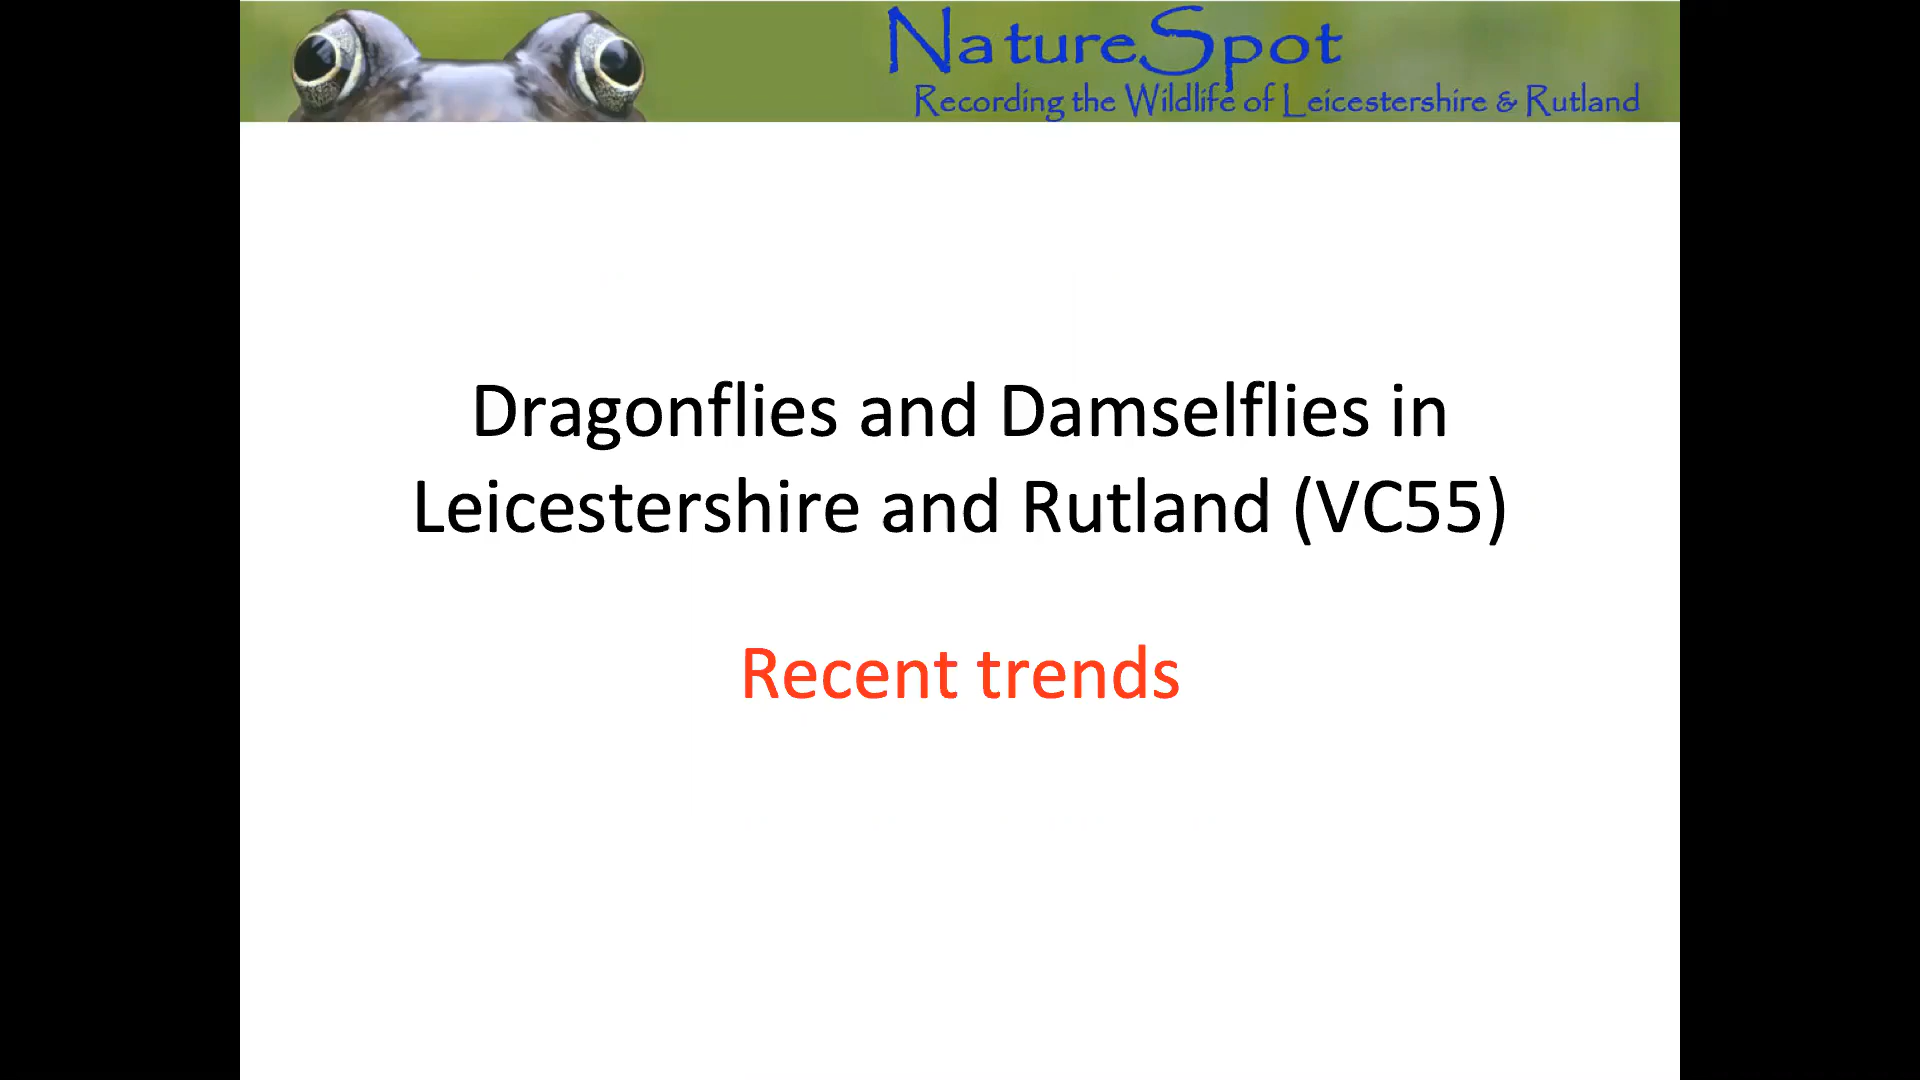 NatureSpot
Recording the Wildlife of Leicestershire & Rutland
Dragonflies and Damselflies in
Leicestershire and Rutland (VC55)
Recent trends